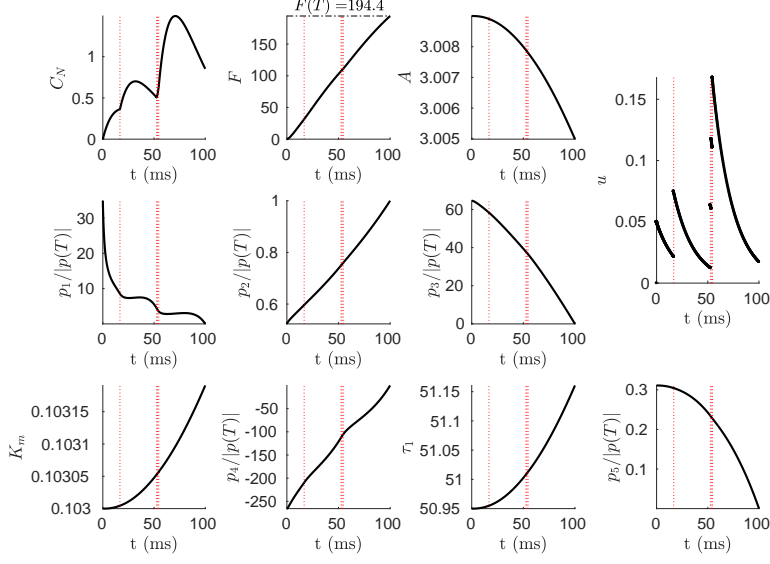 F(T) =194.4
1
0.5
0
C_N
0 50 100
t (ms)
150
100
50
0
F
0 50 100
t (ms)
3.008
3.007
3.006
3.005
A
0 50 100
t (ms)
0.15
0.1
0.05
0
u
0 50 100
t (ms)
30
20
10
p_1/|p(T)|
0 50 100
t (ms)
1
0.8
0.6
p_2/|p(T)|
0 50 100
t (ms)
60
40
20
0
p_3/|p(T)|
0 50 100
t (ms)
0.10315
0.1031
0.10305
0.103
K_m
0 50 100
t (ms)
-50
-100
-150
-200
-250
p_4/|p(T)|
0 50 100
t (ms)
51.15
51.1
51.05
51
50.95
τ_1
0 50 100
t (ms)
0.3
0.2
0.1
p_5/|p(T)|
0 50 100
t (ms)